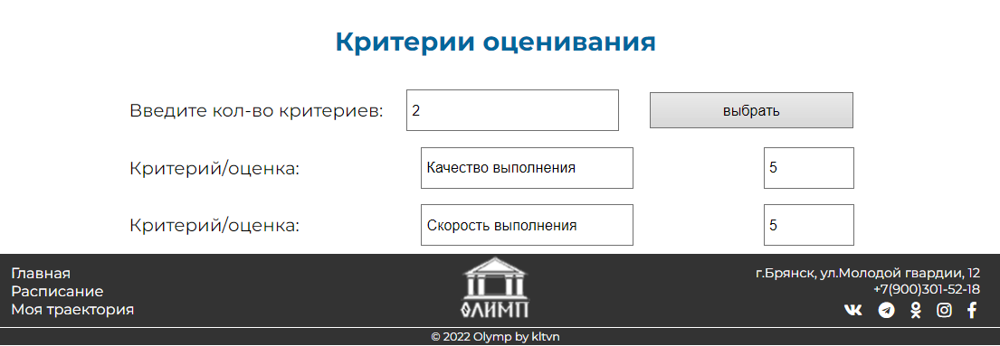 Критерии оценивания
Введите кол-во критериев: 2 выбрать
Критерий/оценка: Качество выполнения 5
Критерий/оценка: Скорость выполнения 5
Главная
Расписание
Моя траектория
ОЛИМП
г.Брянск, ул.Молодой гвардии, 12
+7(900)301-52-18
© 2022 Olymp by kltvn